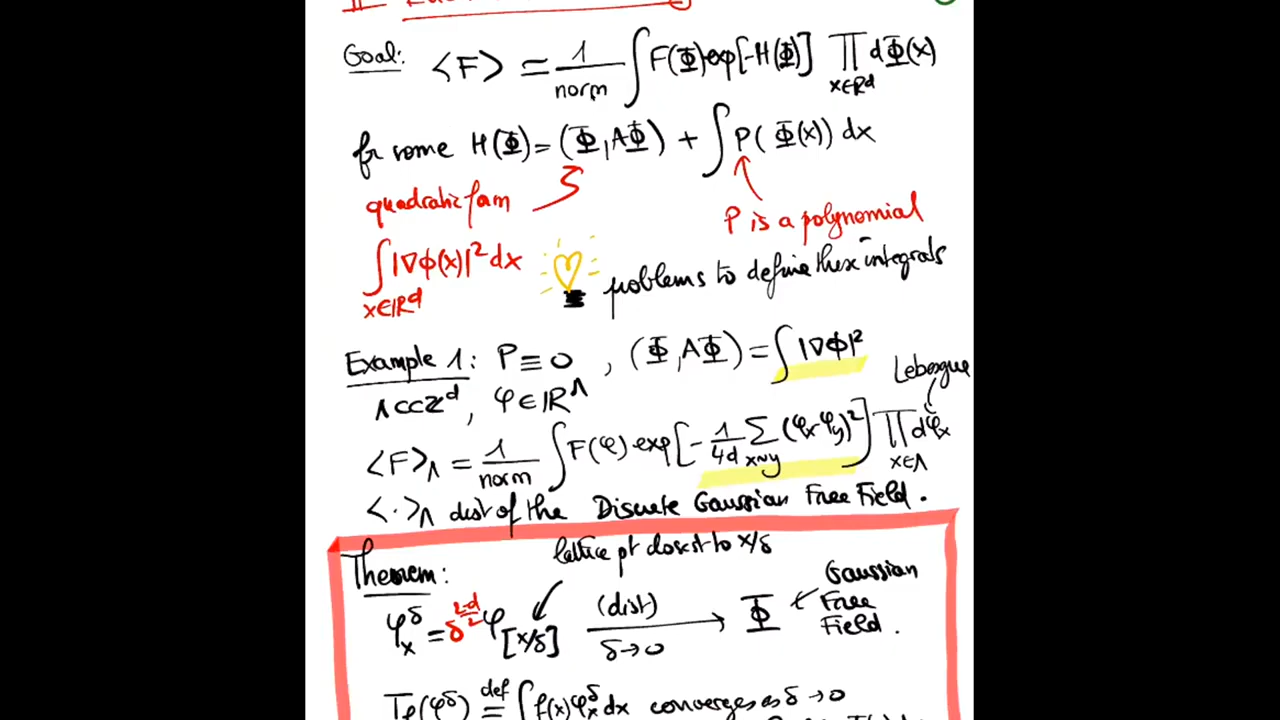 II
Goal: <F> = 1/norm ∫ F(Φ) exp[-H(Φ)] ∏_{x∈ℝ^d} dΦ(x)
for some H(Φ) = (Φ, AΦ) + ∫ P(Φ(x)) dx
quadratic form
P is a polynomial
∫_{x∈ℝ^d} |∇ϕ(x)|² dx
problems to define these integrals
Example 1: P ≡ 0, (Φ, AΦ) = ∫ |∇Φ|²
Λ⊂⊂ℤ^d, φ∈ℝ^Λ
Lebesgue
<F>_Λ = 1/norm ∫ F(φ) exp[-1/4d ∑_{x~y} (φ_x-φ_y)²] ∏_{x∈Λ} dφ_x
<·>_Λ dist of the Discrete Gaussian Free Field.
lattice pt closest to x/δ
Theorem:
φ_x^δ = δ^{(2-d)/2} φ_{[x/δ]} (dist) → δ→0 Φ
Gaussian
Free
Field.
T_f(φ^δ) def= ∫ f(x) φ_x^δ dx converges as δ→0